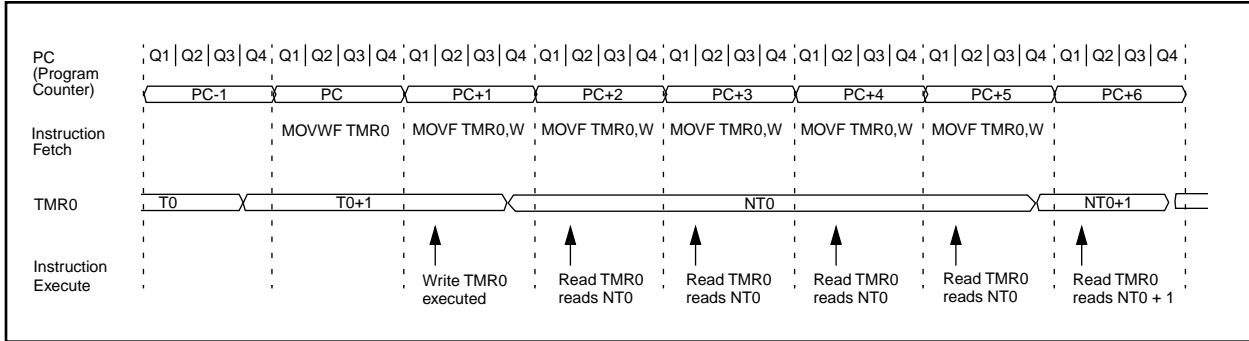 PC
(Program
Counter)
Q1 Q2 Q3 Q4 Q1 Q2 Q3 Q4 Q1 Q2 Q3 Q4 Q1 Q2 Q3 Q4 Q1 Q2 Q3 Q4 Q1 Q2 Q3 Q4 Q1 Q2 Q3 Q4 Q1 Q2 Q3 Q4
PC-1 PC PC+1 PC+2 PC+3 PC+4 PC+5 PC+6
Instruction
Fetch
MOVWF TMR0 MOVF TMR0,W MOVF TMR0,W MOVF TMR0,W MOVF TMR0,W MOVF TMR0,W
TMR0
T0 T0+1 NT0 NT0+1
Instruction
Execute
Write TMR0
executed
Read TMR0
reads NT0
Read TMR0
reads NT0
Read TMR0
reads NT0
Read TMR0
reads NT0
Read TMR0
reads NT0 + 1